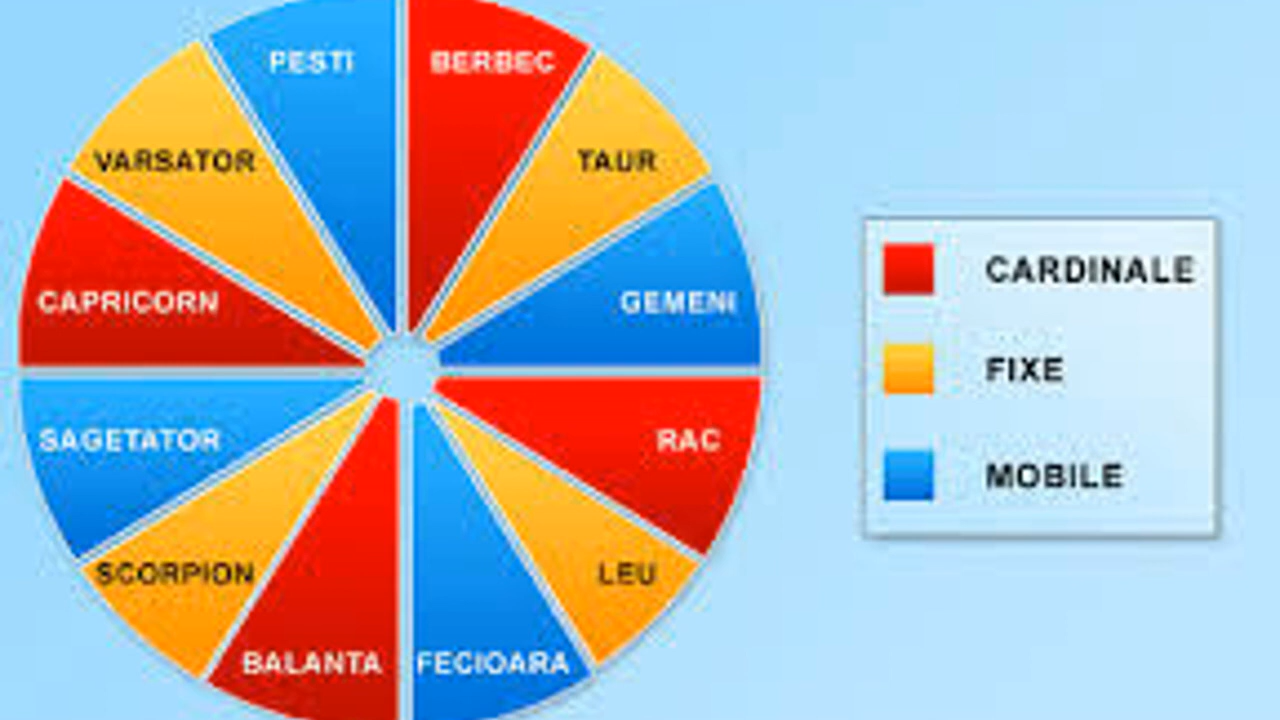 PESTI
BERBEC
VARSATOR
TAUR
CAPRICORN
GEMENI
SAGETATOR
RAC
SCORPION
LEU
BALANTA
FECIOARA
CARDINALE
FIXE
MOBILE